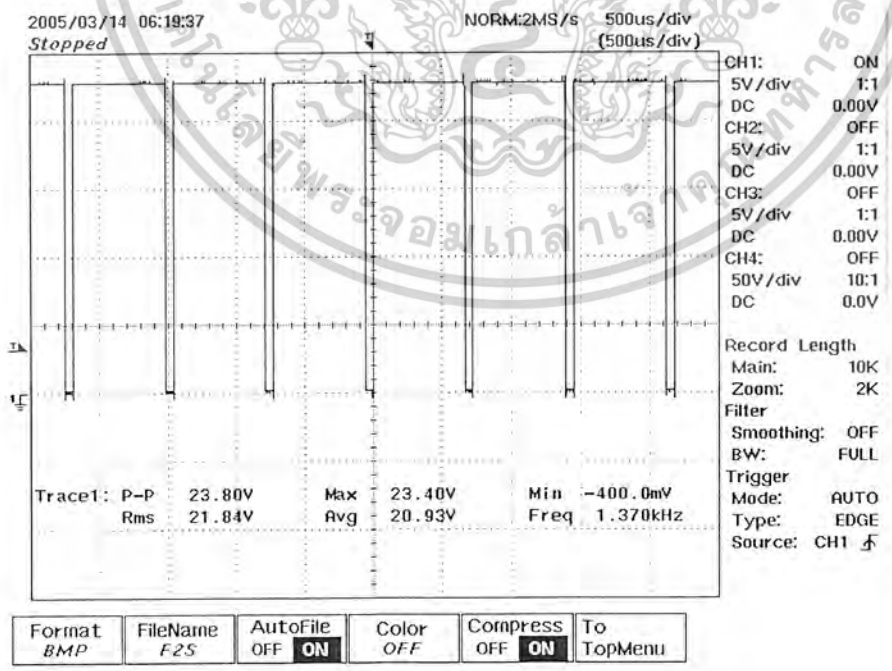 2005/03/14 06:19:37
NORM:2MS/s 500us/div
Stopped
(500us/div)
CH1: ON
5V/div 1:1
DC 0.00V
CH2: OFF
5V/div 1:1
DC 0.00V
CH3: OFF
5V/div 1:1
DC 0.00V
CH4: OFF
50V/div 10:1
DC 0.0V
Record Length
Main: 10K
Zoom: 2K
Filter
Smoothing: OFF
BW: FULL
Trigger
Mode: AUTO
Type: EDGE
Source: CH1
Trace1: P-P 23.80V Max 23.40V Min -400.0mV
Rms 21.84V Avg 20.93V Freq 1.370kHz
Format
BMP
FileName
F25
AutoFile
OFF ON
Color
OFF
Compress
OFF ON
To
TopMenu